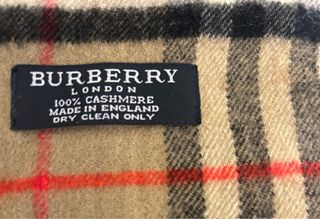 BURBERRY
LONDON
100% CASHMERE
MADE IN ENGLAND
DRY CLEAN ONLY